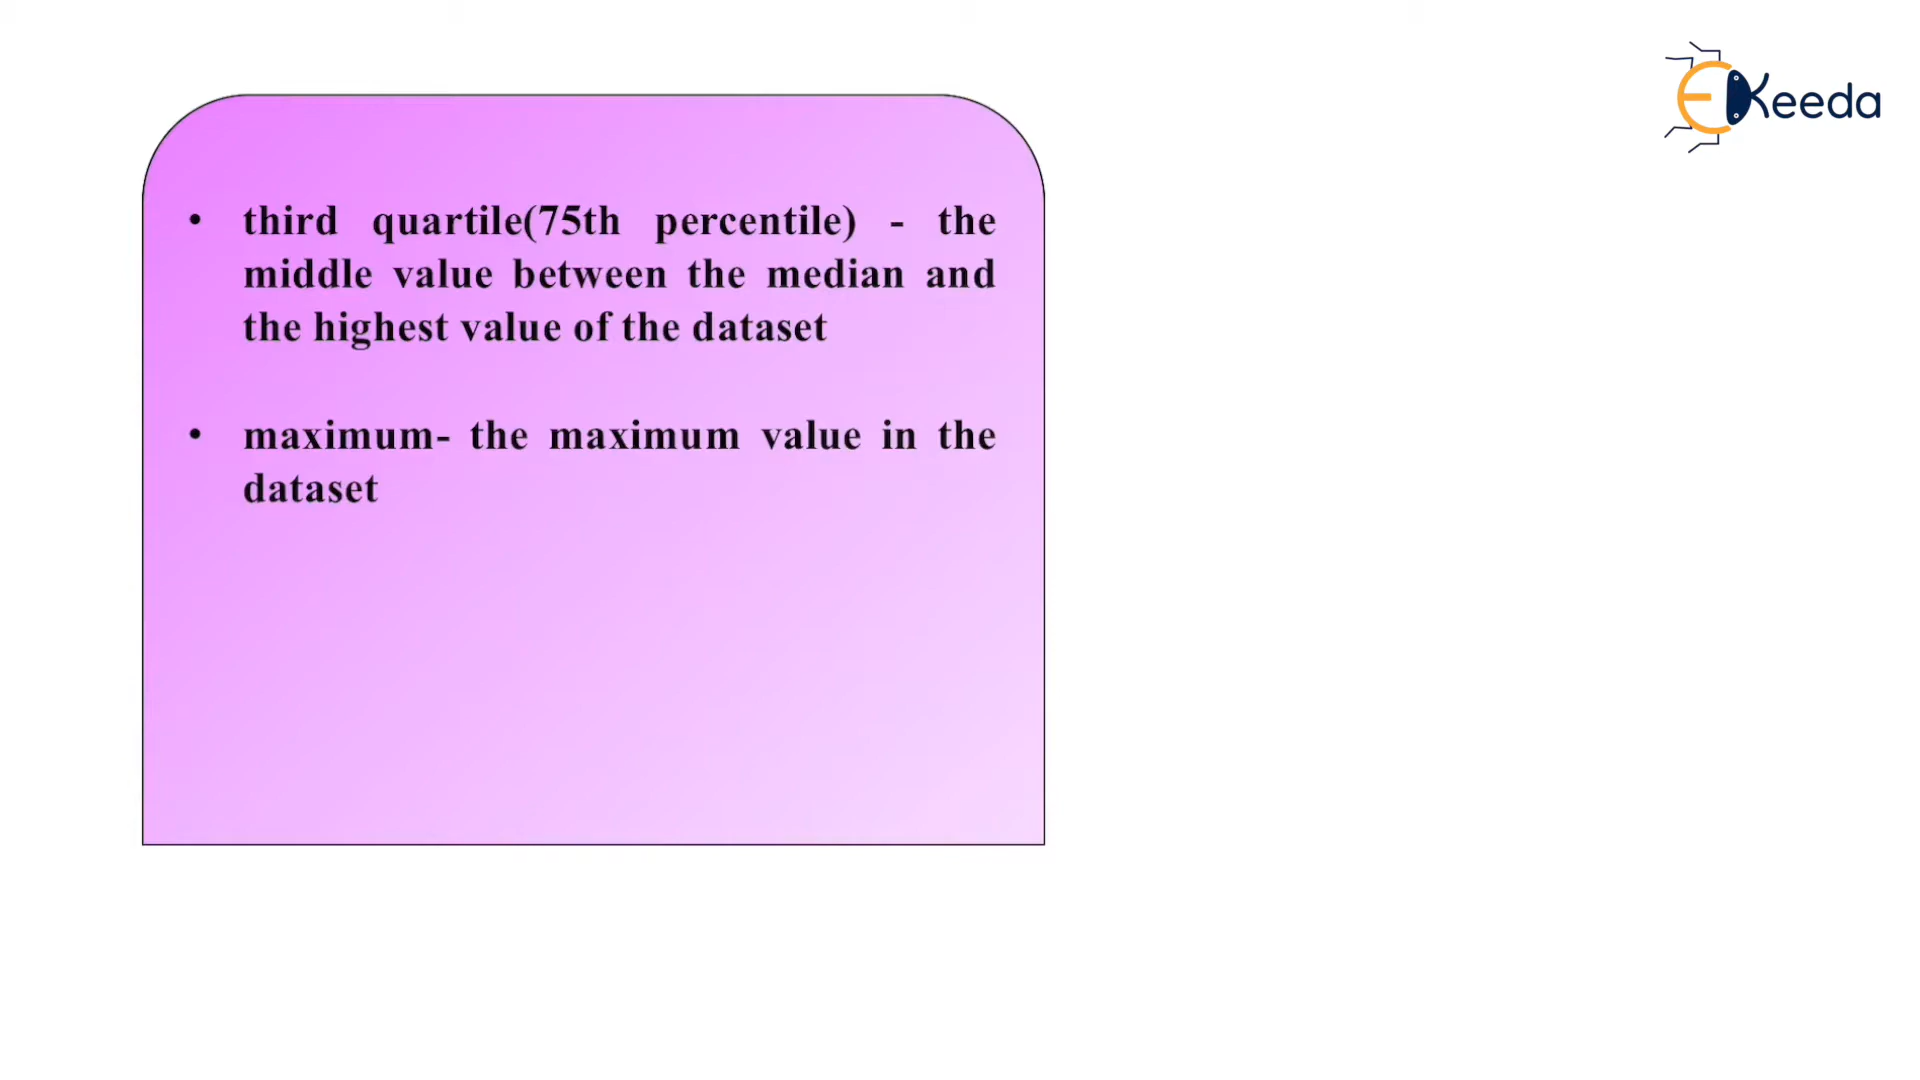 EKeeda
• third quartile(75th percentile) - the
middle value between the median and
the highest value of the dataset
• maximum- the maximum value in the
dataset